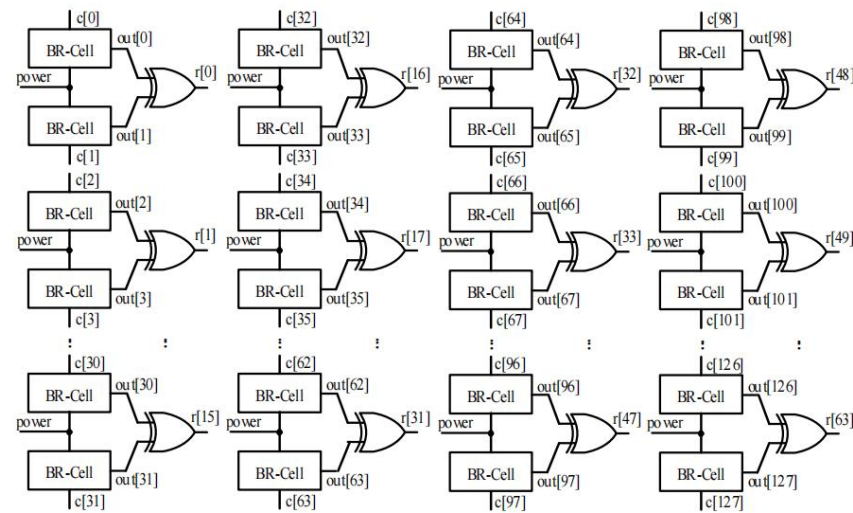 c[0] c[32] c[64] c[98]
BR-Cell out[0] BR-Cell out[32] BR-Cell out[64] BR-Cell out[98]
power r[0] power r[16] power r[32] power r[48]
BR-Cell out[1] BR-Cell out[33] BR-Cell out[65] BR-Cell out[99]
c[1] c[33] c[65] c[99]
c[2] c[34] c[66] c[100]
BR-Cell out[2] BR-Cell out[34] BR-Cell out[66] BR-Cell out[100]
power r[1] power r[17] power r[33] power r[49]
BR-Cell out[3] BR-Cell out[35] BR-Cell out[67] BR-Cell out[101]
c[3] c[35] c[67] c[101]
c[30] c[62] c[96] c[126]
BR-Cell out[30] BR-Cell out[62] BR-Cell out[96] BR-Cell out[126]
power r[15] power r[31] power r[47] power r[63]
BR-Cell out[31] BR-Cell out[63] BR-Cell out[97] BR-Cell out[127]
c[31] c[63] c[97] c[127]